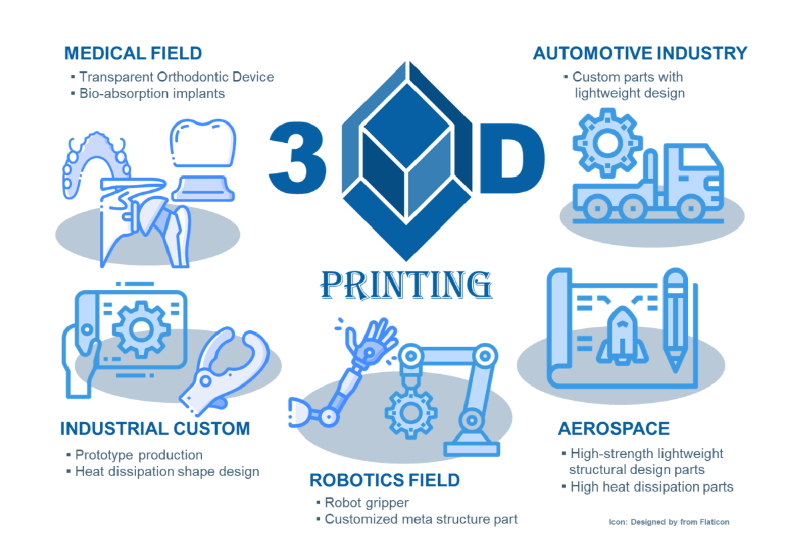 MEDICAL FIELD
▪ Transparent Orthodontic Device
▪ Bio-absorption implants
AUTOMOTIVE INDUSTRY
▪ Custom parts with
lightweight design
3 D
PRINTING
INDUSTRIAL CUSTOM
▪ Prototype production
▪ Heat dissipation shape design
ROBOTICS FIELD
▪ Robot gripper
▪ Customized meta structure part
AEROSPACE
▪ High-strength lightweight
structural design parts
▪ High heat dissipation parts
Icon: Designed by from Flaticon